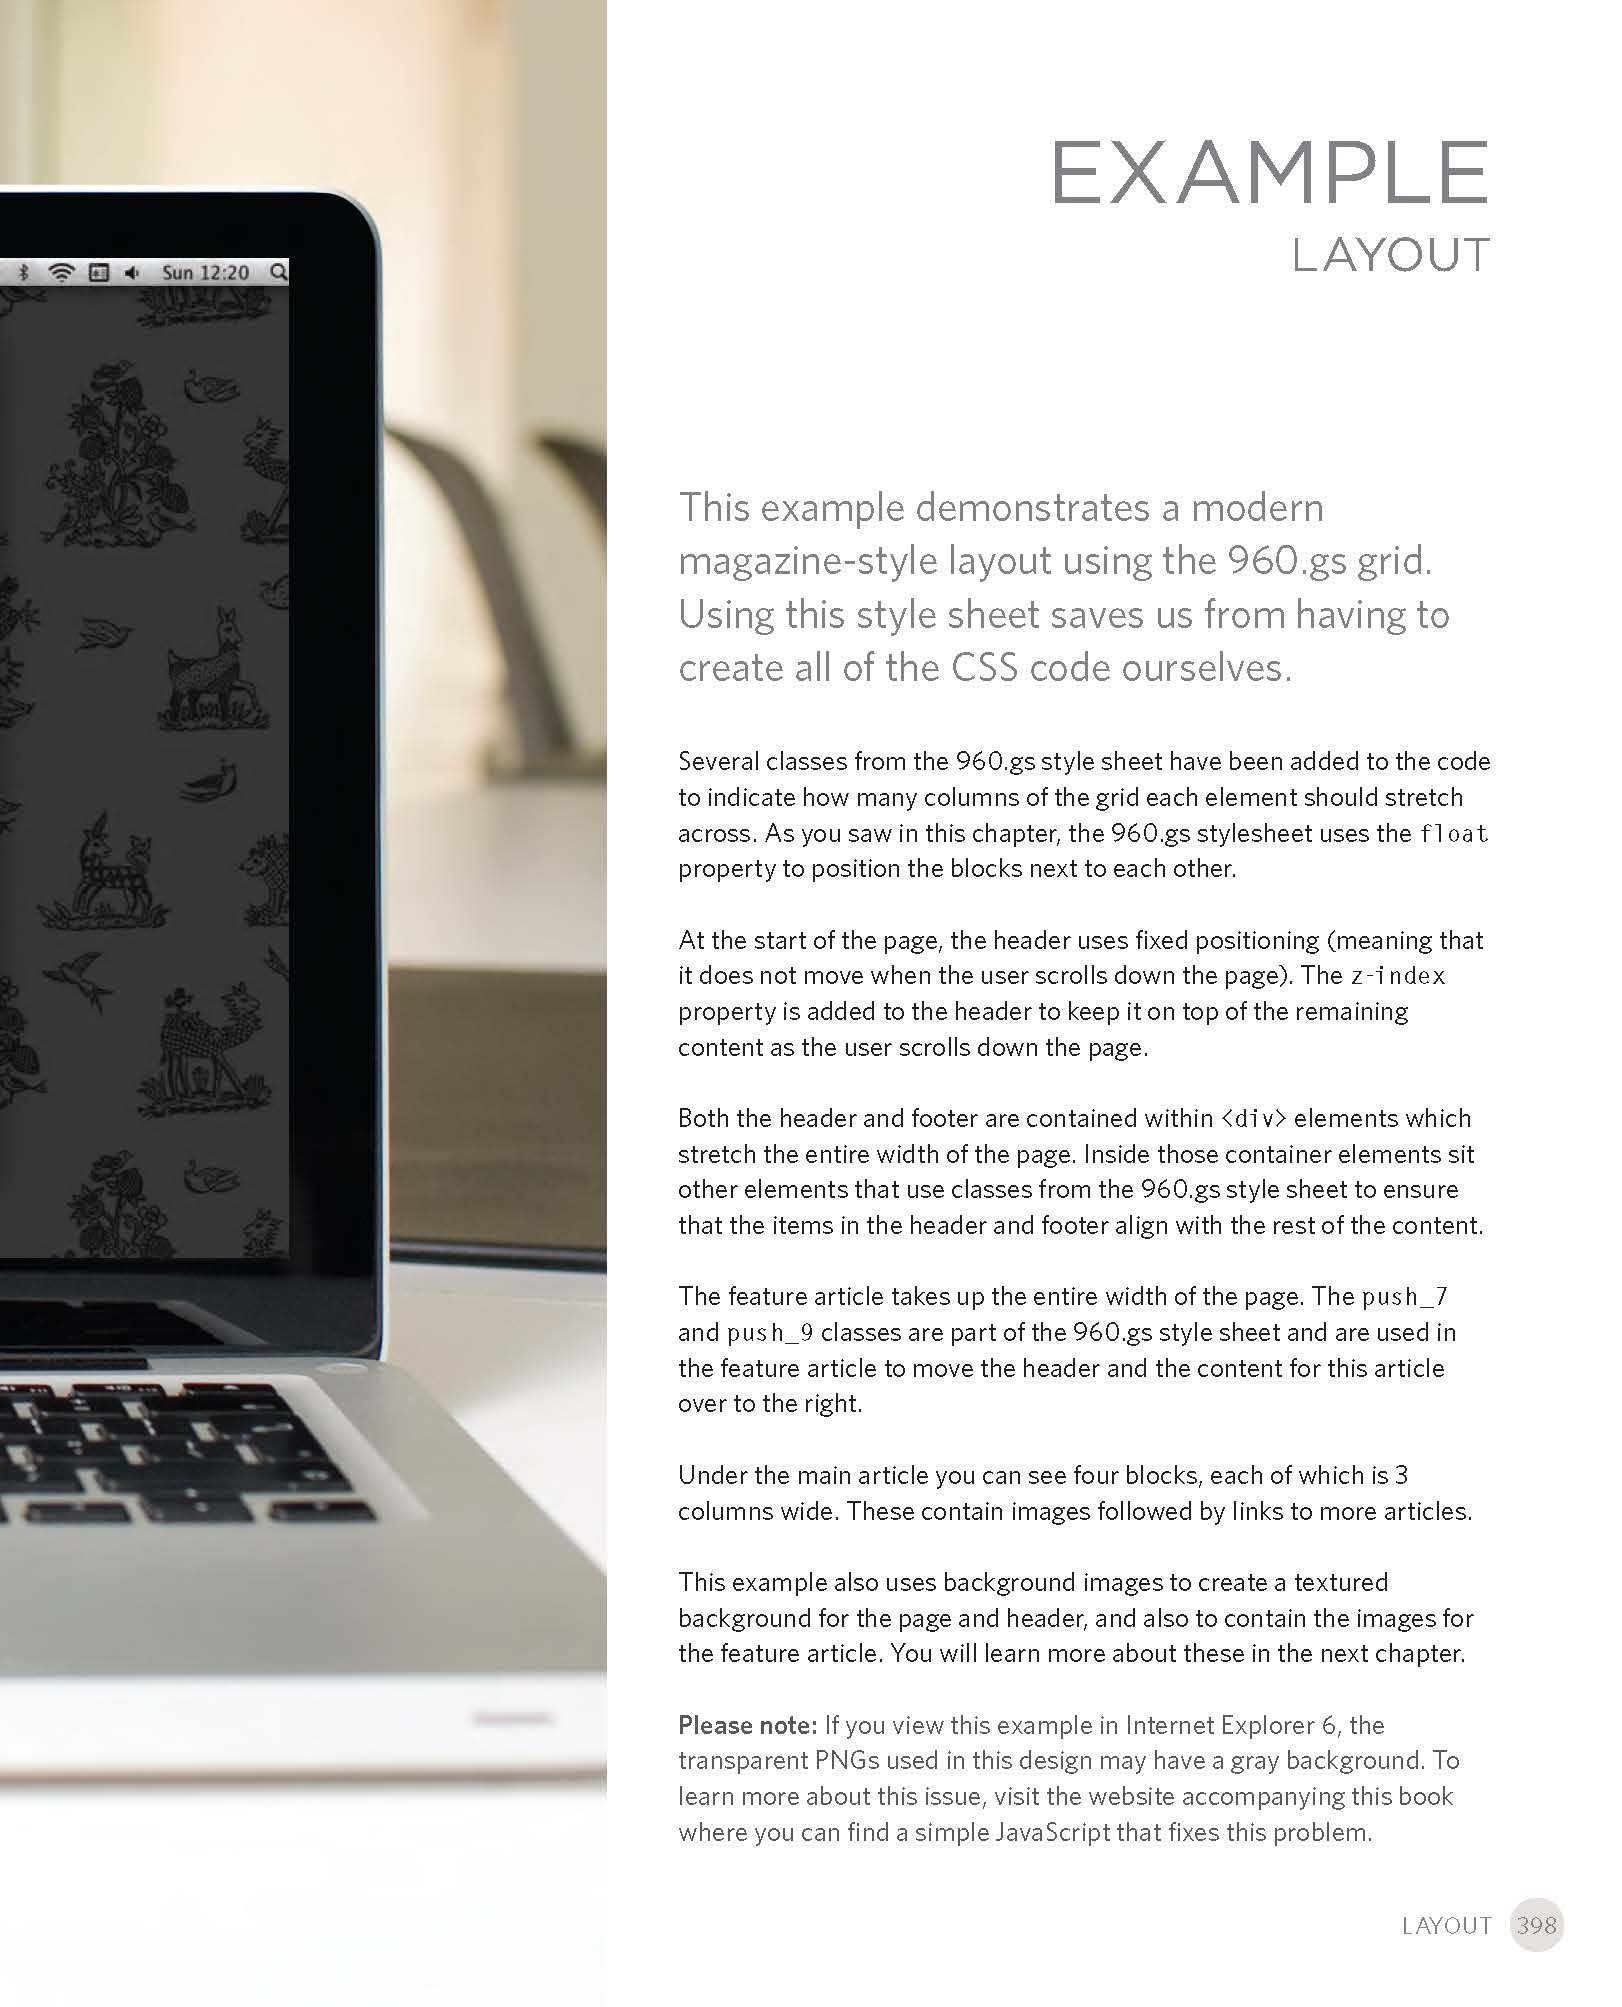 Sun 12:20
EXAMPLE
LAYOUT
This example demonstrates a modern
magazine-style layout using the 960.gs grid.
Using this style sheet saves us from having to
create all of the CSS code ourselves.
Several classes from the 960.gs style sheet have been added to the code
to indicate how many columns of the grid each element should stretch
across. As you saw in this chapter, the 960.gs stylesheet uses the float
property to position the blocks next to each other.
At the start of the page, the header uses fixed positioning (meaning that
it does not move when the user scrolls down the page). The z-index
property is added to the header to keep it on top of the remaining
content as the user scrolls down the page.
Both the header and footer are contained within <div> elements which
stretch the entire width of the page. Inside those container elements sit
other elements that use classes from the 960.gs style sheet to ensure
that the items in the header and footer align with the rest of the content.
The feature article takes up the entire width of the page. The push_7
and push_9 classes are part of the 960.gs style sheet and are used in
the feature article to move the header and the content for this article
over to the right.
Under the main article you can see four blocks, each of which is 3
columns wide. These contain images followed by links to more articles.
This example also uses background images to create a textured
background for the page and header, and also to contain the images for
the feature article. You will learn more about these in the next chapter.
Please note: If you view this example in Internet Explorer 6, the
transparent PNGs used in this design may have a gray background. To
learn more about this issue, visit the website accompanying this book
where you can find a simple JavaScript that fixes this problem.
LAYOUT 398